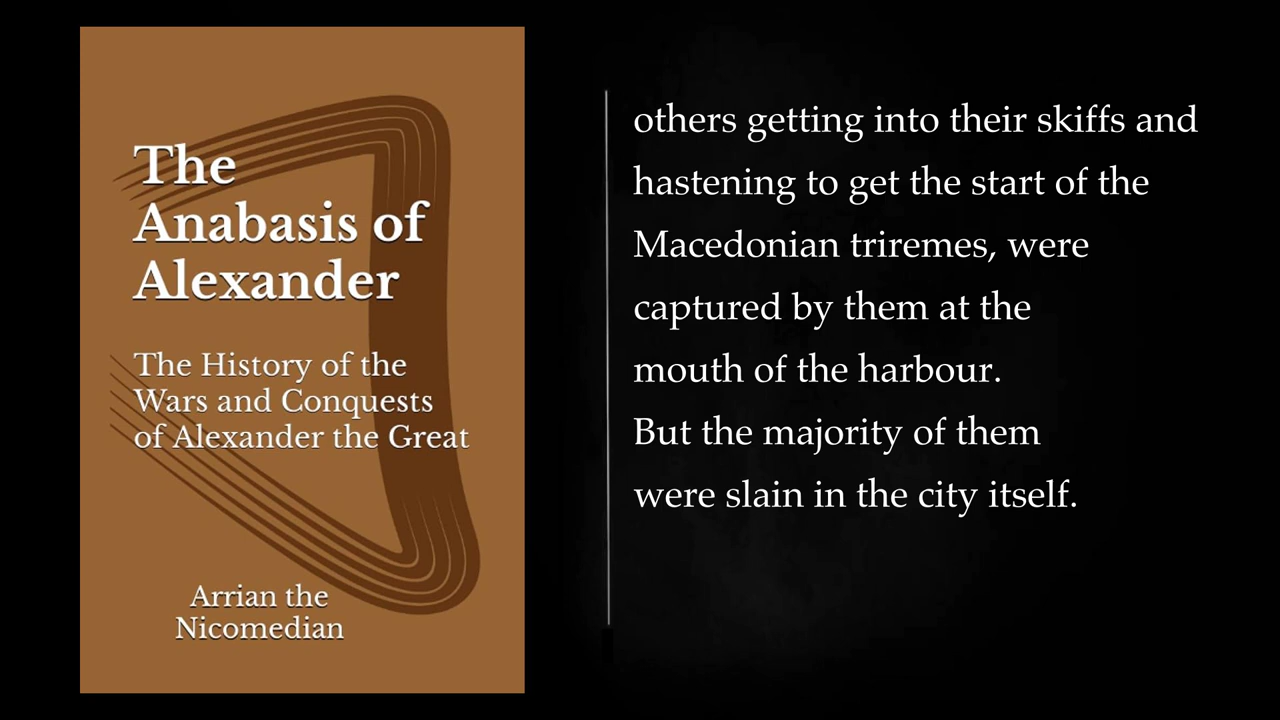 The
Anabasis of
Alexander
The History of the
Wars and Conquests
of Alexander the Great
Arrian the
Nicomedian
others getting into their skiffs and
hastening to get the start of the
Macedonian triremes, were
captured by them at the
mouth of the harbour.
But the majority of them
were slain in the city itself.